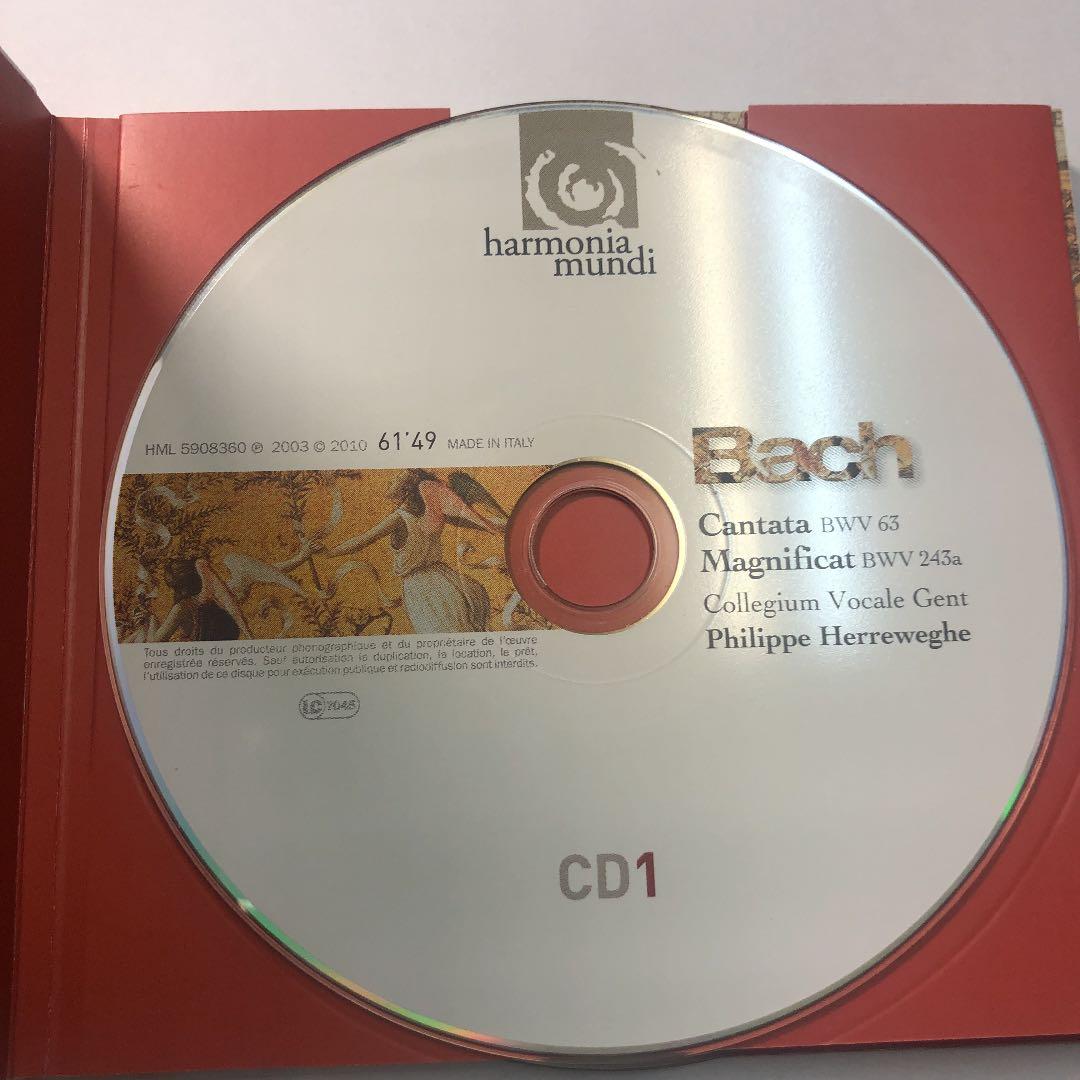 harmonia
mundi
HML 5908360 ℗ 2003 © 2010 61'49 MADE IN ITALY
Bach
Cantata BWV 63
Magnificat BWV 243a
Collegium Vocale Gent
Philippe Herreweghe
Tous droits du producteur phonographique et du propriétaire de l'œuvre
enregistrée réservés. Sauf autorisation la duplication, la location, le prêt,
l'utilisation de ce disque pour exécution publique et radiodiffusion sont interdits.
LC 7045
CD1